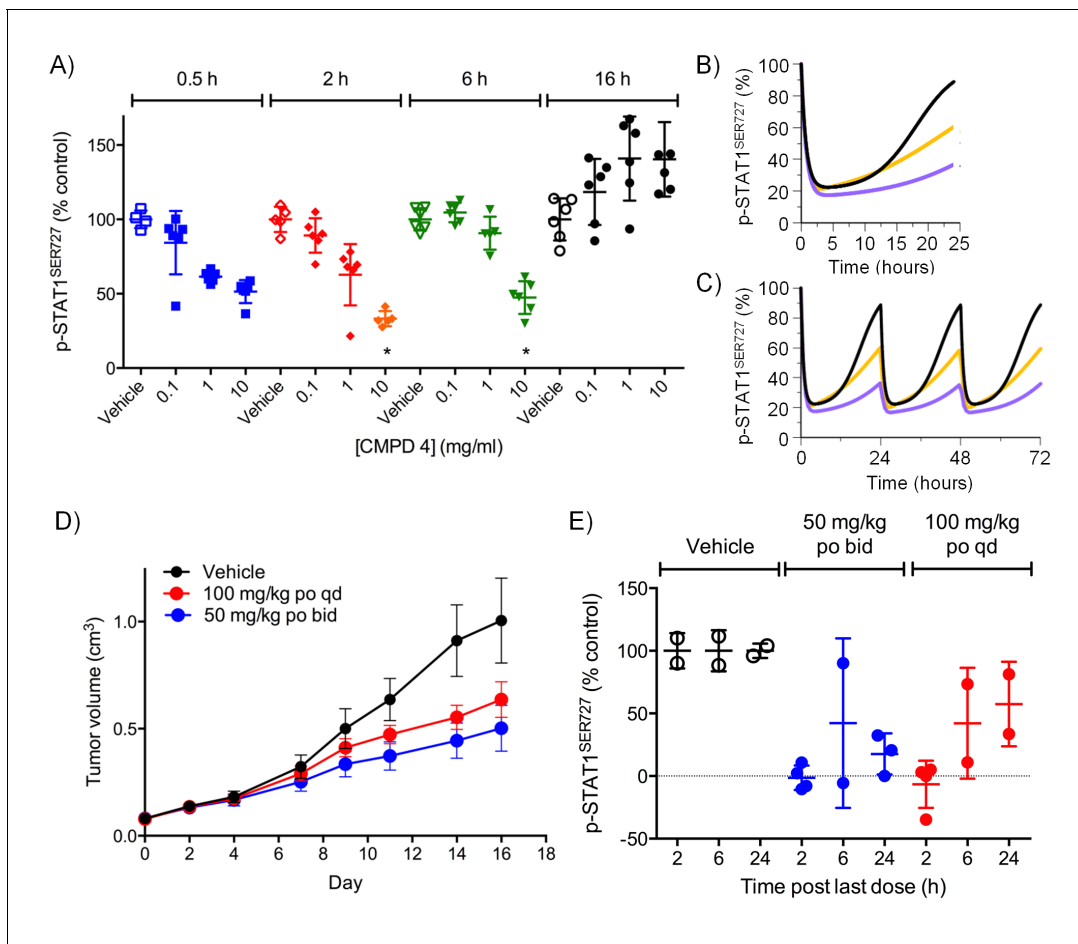 A)
0.5 h 2 h 6 h 16 h
p-STAT1SER727 (% control)
150
100
50
0
* *
Vehicle 0.1 1 10 Vehicle 0.1 1 10 Vehicle 0.1 1 10 Vehicle 0.1 1 10
[CMPD 4] (mg/ml)
B)
p-STAT1SER727 (%)
100
80
60
40
20
0
0 5 10 15 20 25
Time (hours)
C)
p-STAT1SER727 (%)
100
80
60
40
20
0
0 24 48 72
Time (hours)
D)
Vehicle
100 mg/kg po qd
50 mg/kg po bid
Tumor volume (cm3)
1.0
0.5
0.0
0 2 4 6 8 10 12 14 16 18
Day
E)
Vehicle
50 mg/kg
po bid
100 mg/kg
po qd
p-STAT1SER727 (% control)
150
100
50
0
-50
2 6 24 2 6 24 2 6 24
Time post last dose (h)